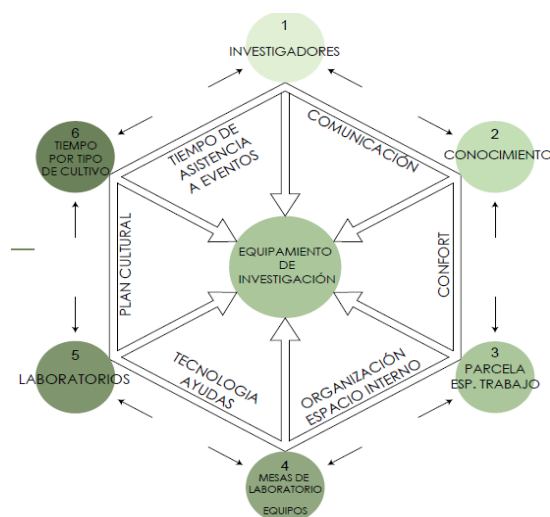 1
INVESTIGADORES
6
TIEMPO
POR TIPO
DE CULTIVO
TIEMPO DE
ASISTENCIA
A EVENTOS
COMUNICACIÓN
2
CONOCIMIENTO
EQUIPAMIENTO
DE
INVESTIGACIÓN
PLAN CULTURAL
CONFORT
5
LABORATORIOS
TECNOLOGIA
AYUDAS
ORGANIZACIÓN
ESPACIO INTERNO
3
PARCELA
ESP. TRABAJO
4
MESAS DE
LABORATORIO
EQUIPOS